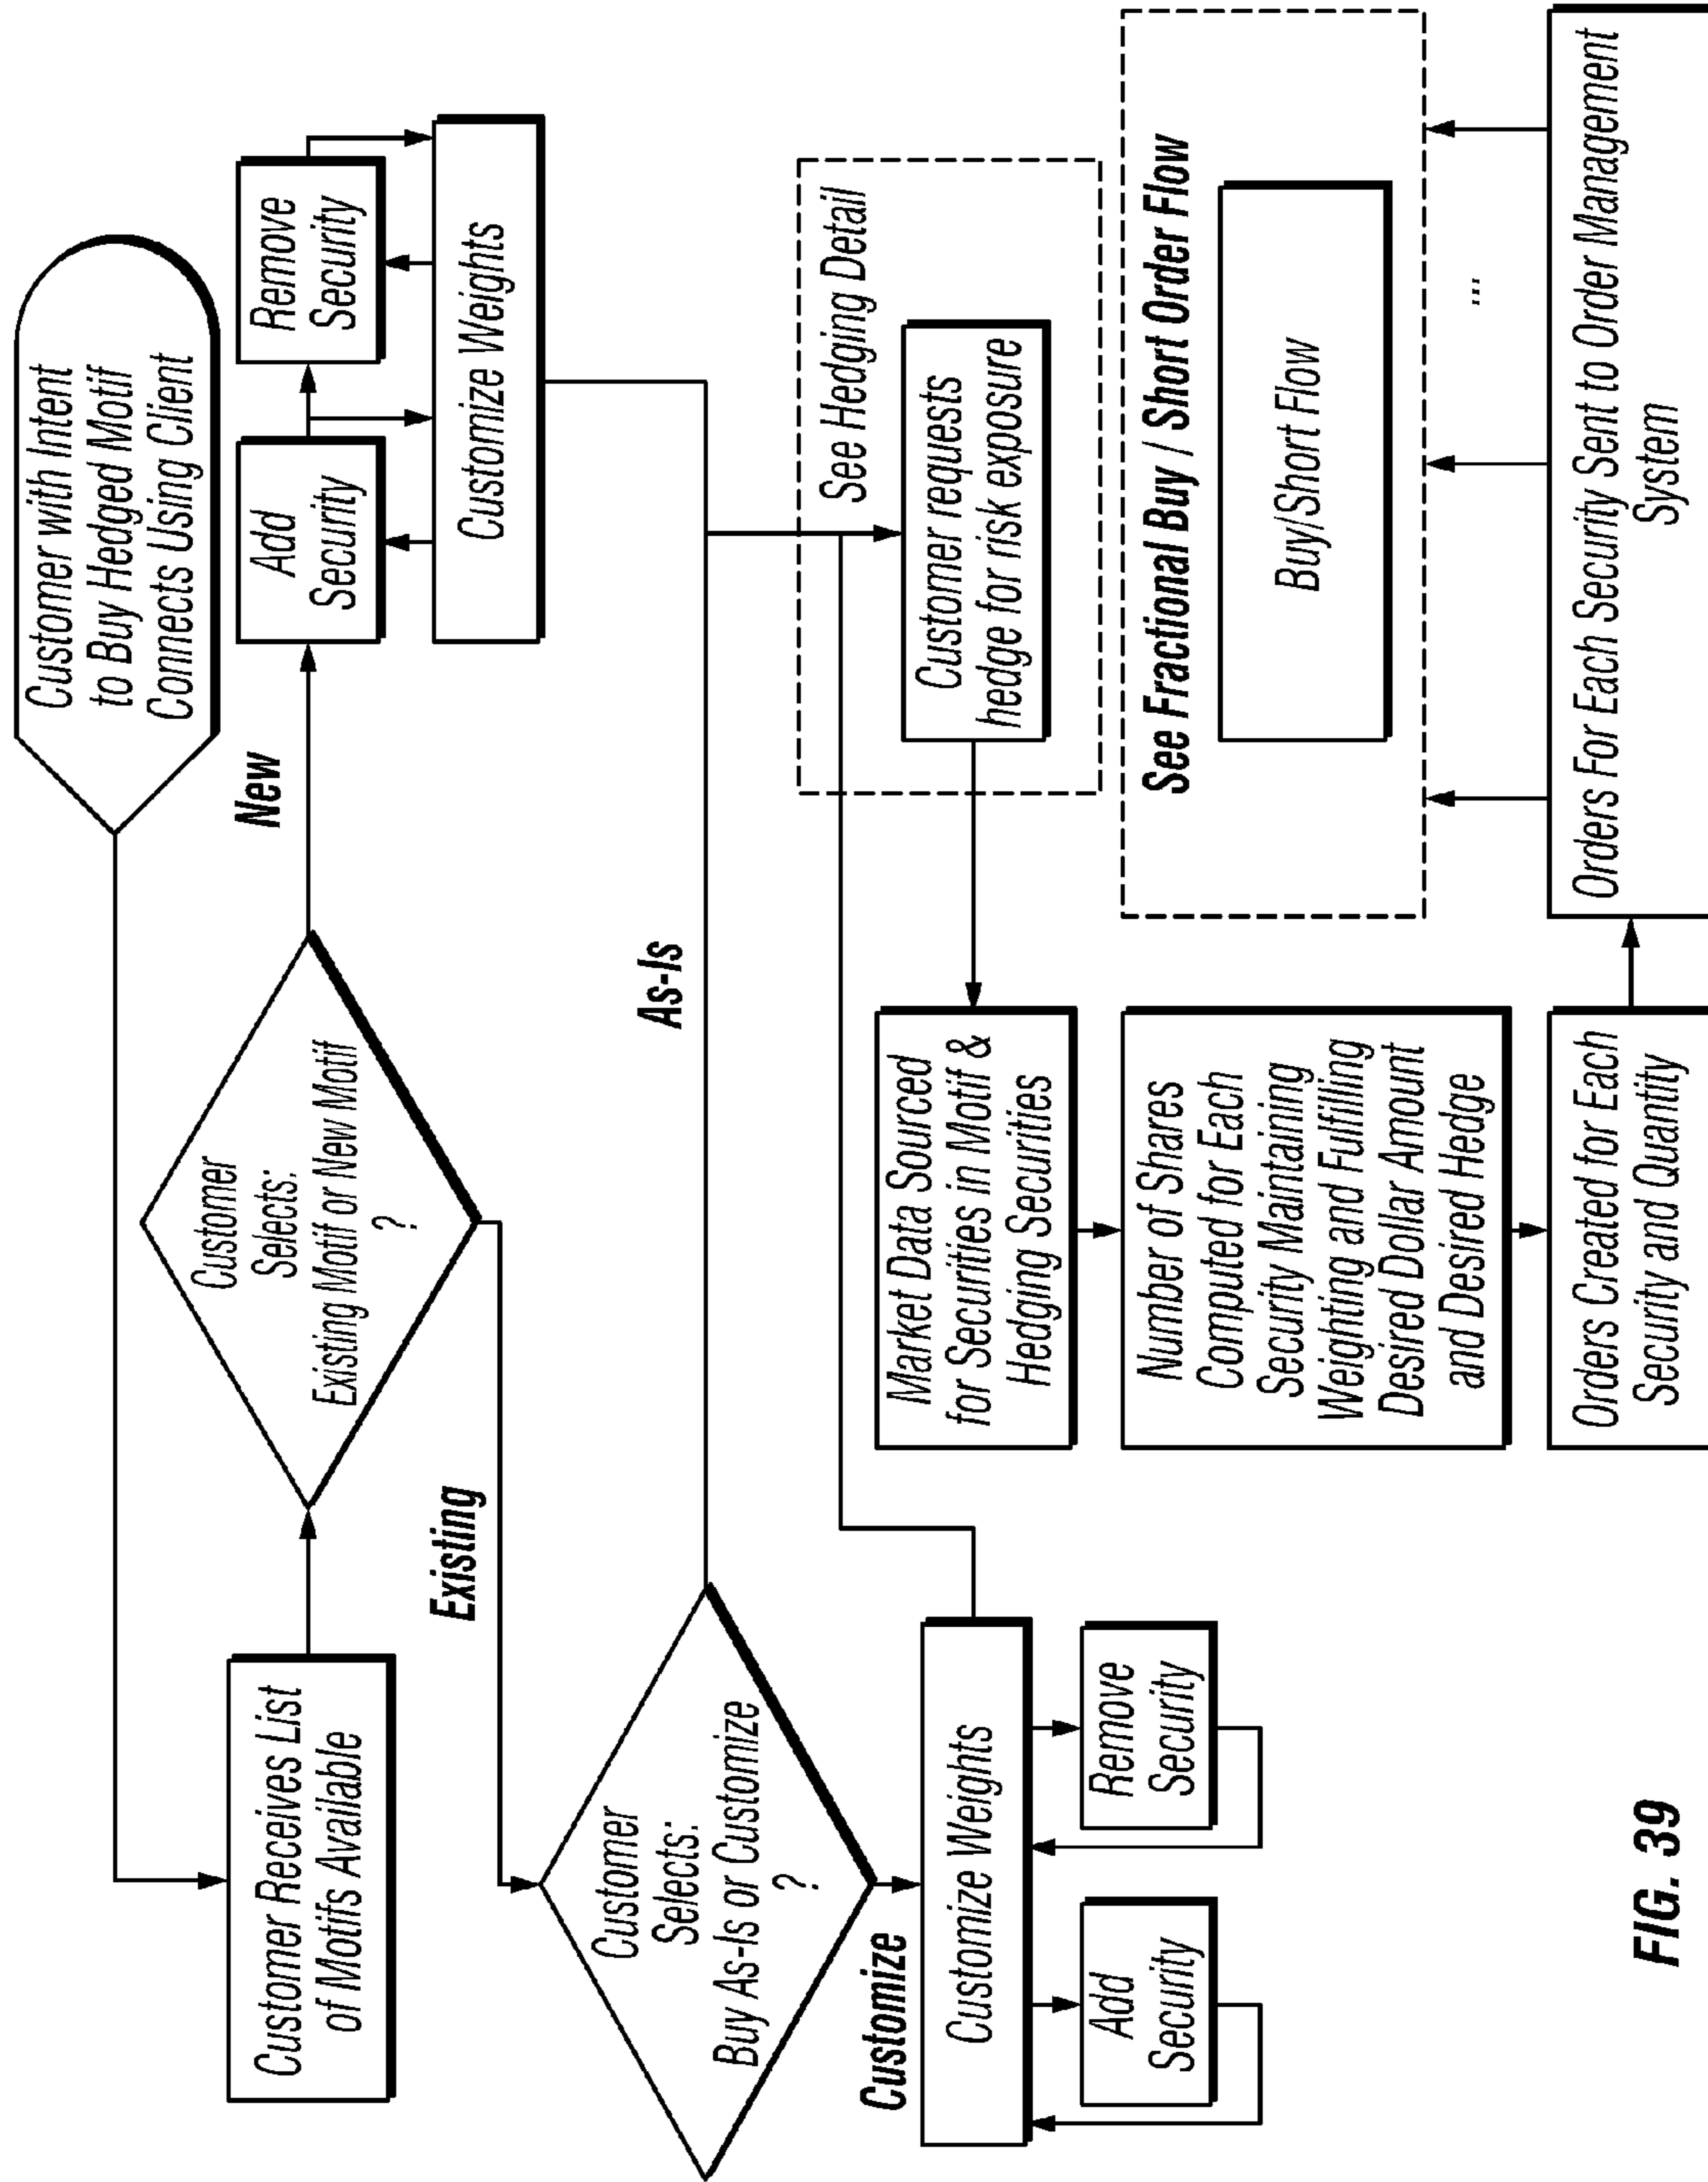 Customer with Intent
to Buy Hedged Motif
Connects Using Client
Customer Receives List
of Motifs Available
Customer
Selects:
Existing Motif or New Motif
?
New
Add
Security
Remove
Security
Customize Weights
Existing
Customer
Selects:
Buy As-Is or Customize
?
As-Is
Customize
Customize Weights
Add
Security
Remove
Security
See Hedging Detail
Customer requests
hedge for risk exposure
Market Data Sourced
for Securities in Motif &
Hedging Securities
Number of Shares
Computed for Each
Security Maintaining
Weighting and Fulfilling
Desired Dollar Amount
and Desired Hedge
Orders Created for Each
Security and Quantity
See Fractional Buy / Short Order Flow
Buy/Short Flow
...
Orders For Each Security Sent to Order Management
System
FIG. 39